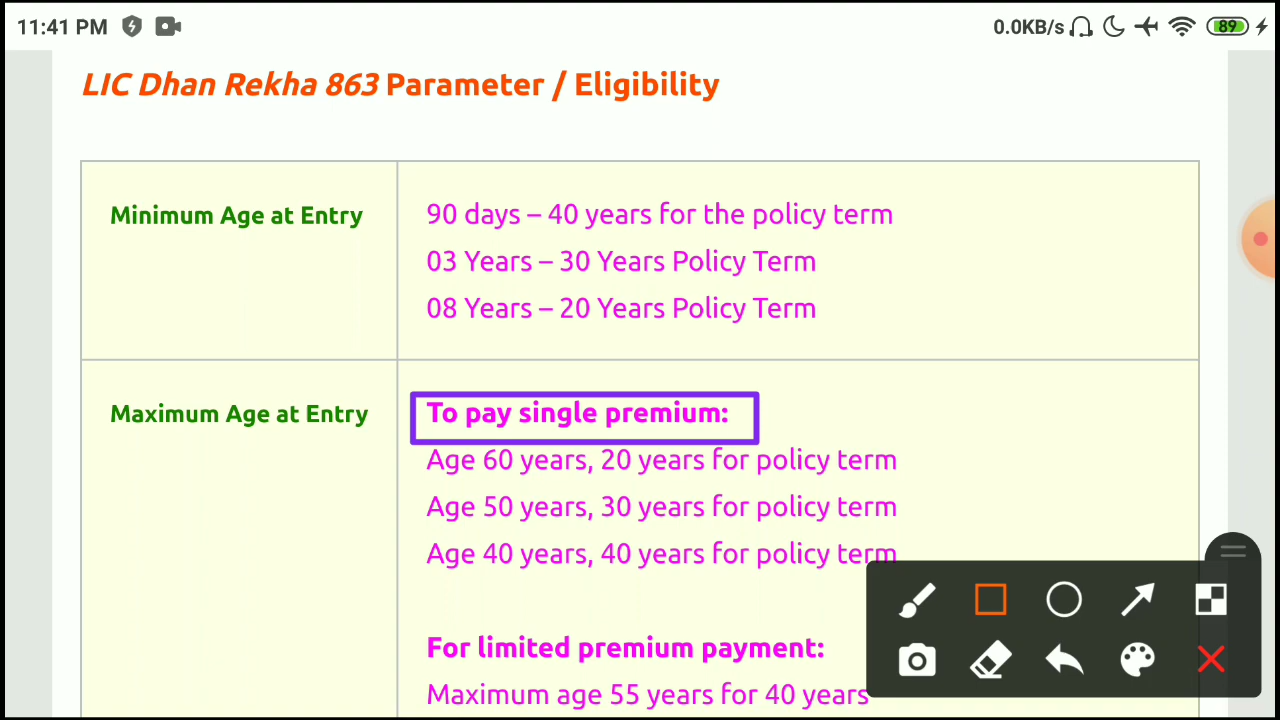 11:41 PM
0.0KB/s
89
LIC Dhan Rekha 863 Parameter / Eligibility
Minimum Age at Entry
90 days – 40 years for the policy term
03 Years – 30 Years Policy Term
08 Years – 20 Years Policy Term
Maximum Age at Entry
To pay single premium:
Age 60 years, 20 years for policy term
Age 50 years, 30 years for policy term
Age 40 years, 40 years for policy term
For limited premium payment:
Maximum age 55 years for 40 years